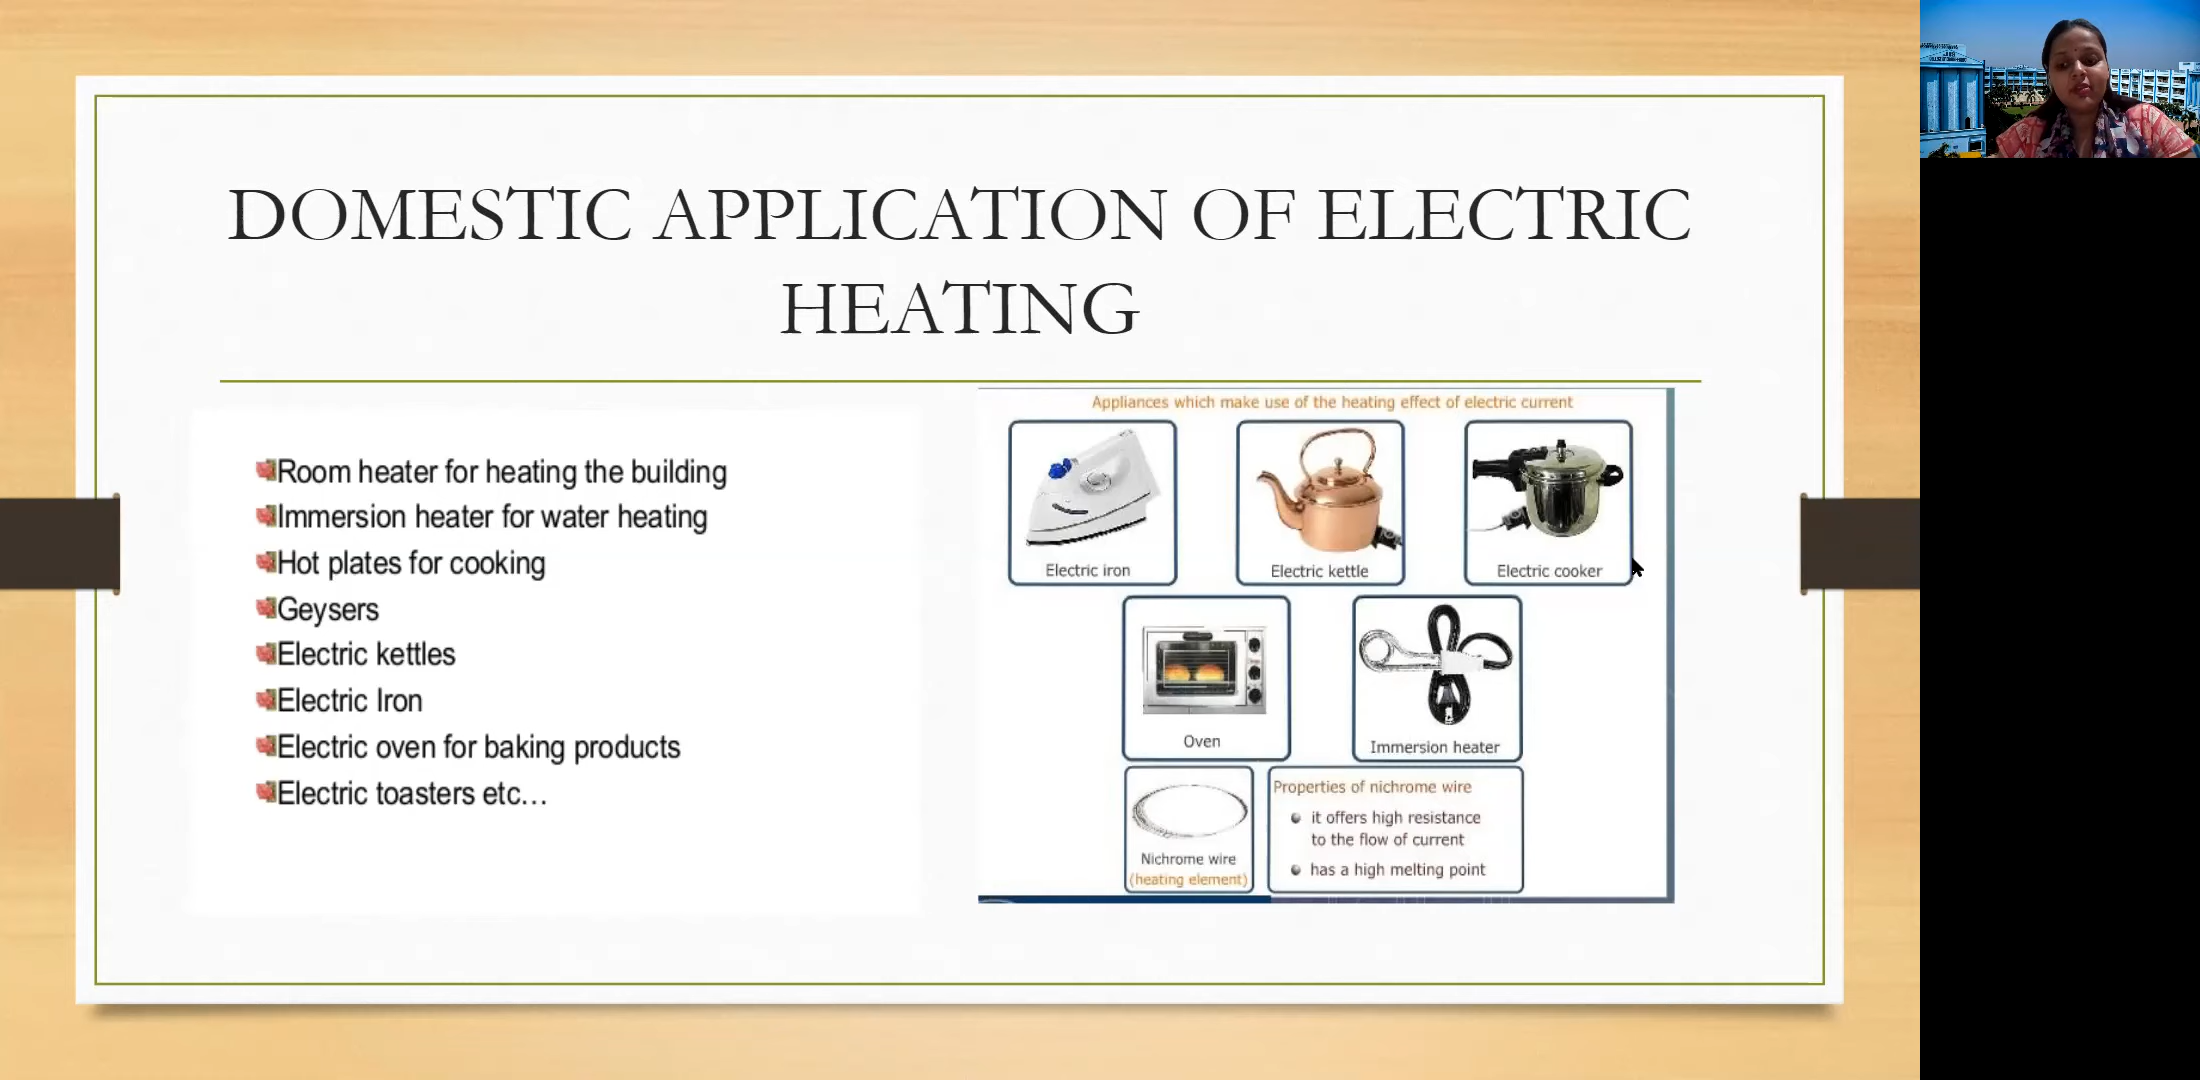 DOMESTIC APPLICATION OF ELECTRIC
HEATING
Room heater for heating the building
Immersion heater for water heating
Hot plates for cooking
Geysers
Electric kettles
Electric Iron
Electric oven for baking products
Electric toasters etc…
Appliances which make use of the heating effect of electric current
Electric iron
Electric kettle
Electric cooker
Oven
Immersion heater
Nichrome wire
(heating element)
Properties of nichrome wire
it offers high resistance
to the flow of current
has a high melting point